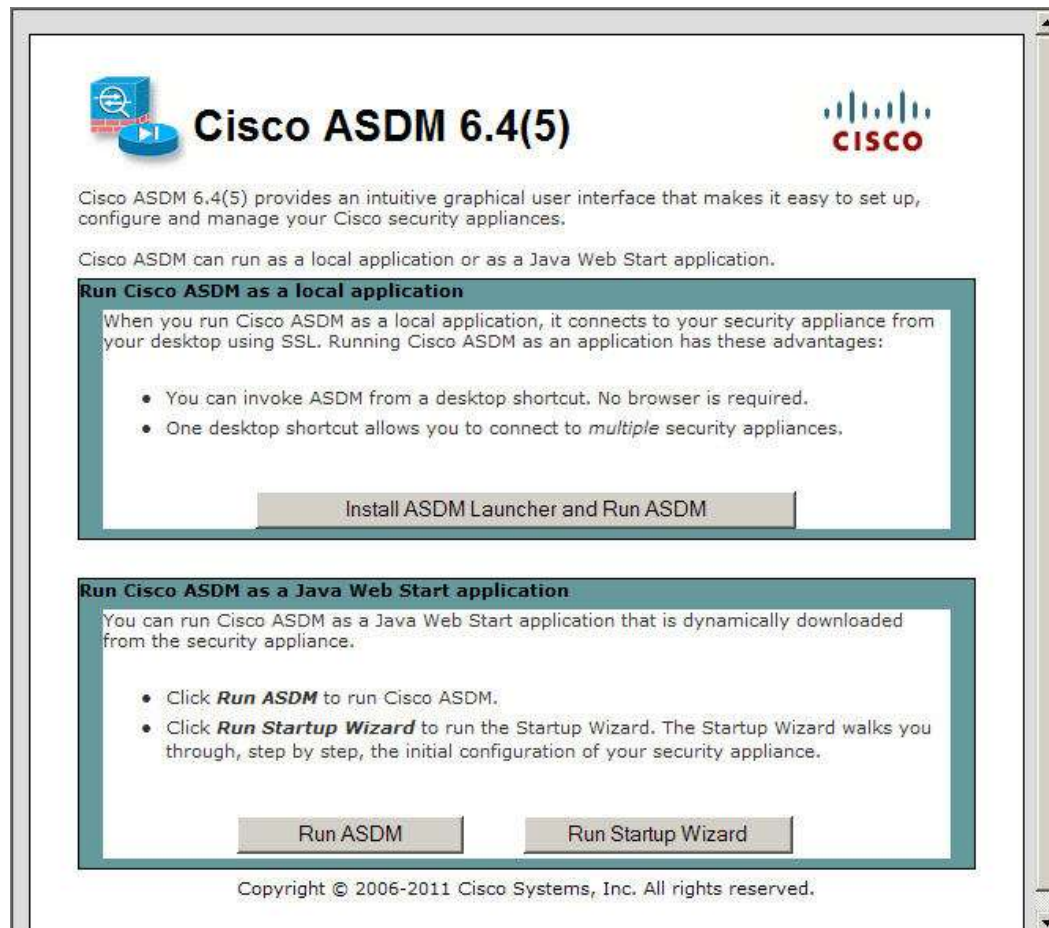 Cisco ASDM 6.4(5)
CISCO
Cisco ASDM 6.4(5) provides an intuitive graphical user interface that makes it easy to set up,
configure and manage your Cisco security appliances.
Cisco ASDM can run as a local application or as a Java Web Start application.
Run Cisco ASDM as a local application
When you run Cisco ASDM as a local application, it connects to your security appliance from
your desktop using SSL. Running Cisco ASDM as an application has these advantages:
• You can invoke ASDM from a desktop shortcut. No browser is required.
• One desktop shortcut allows you to connect to multiple security appliances.
Install ASDM Launcher and Run ASDM
Run Cisco ASDM as a Java Web Start application
You can run Cisco ASDM as a Java Web Start application that is dynamically downloaded
from the security appliance.
• Click Run ASDM to run Cisco ASDM.
• Click Run Startup Wizard to run the Startup Wizard. The Startup Wizard walks you
through, step by step, the initial configuration of your security appliance.
Run ASDM
Run Startup Wizard
Copyright © 2006-2011 Cisco Systems, Inc. All rights reserved.